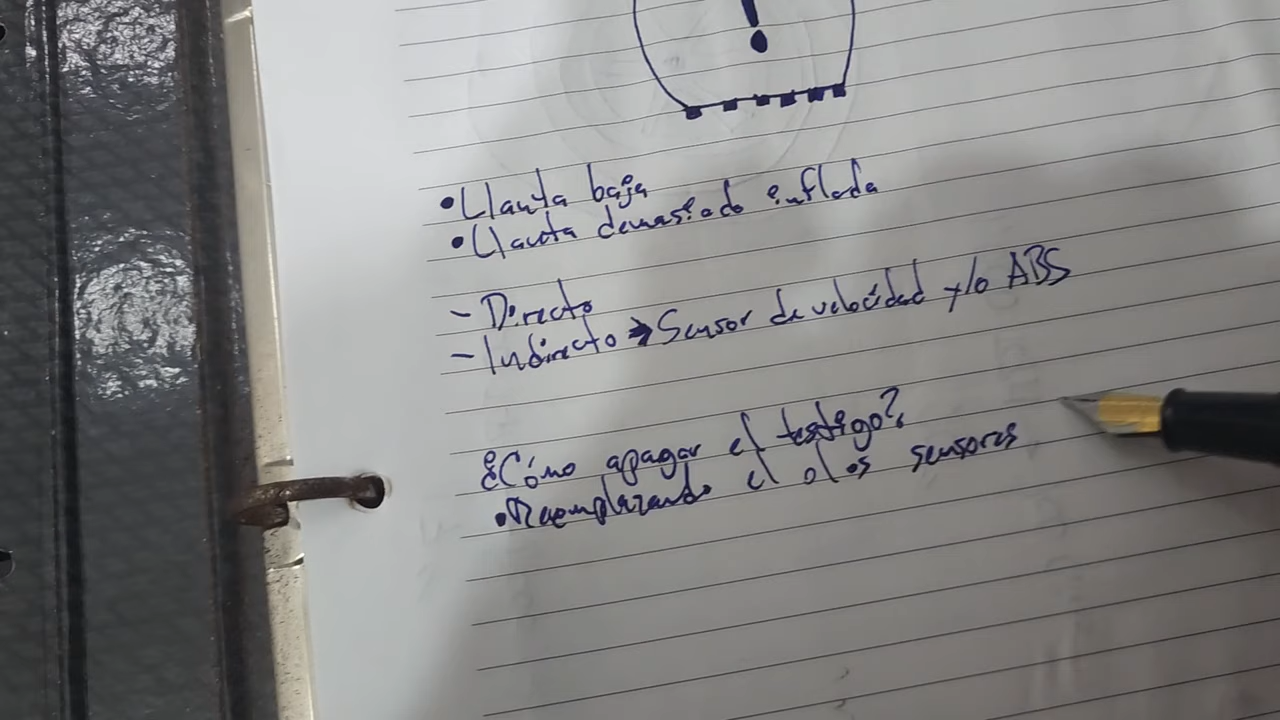 !
• Llanta baja
• Llanta demasiado inflada
- Directo
- Indirecto → Sensor de velocidad y/o ABS
¿Cómo apagar el testigo?
• Reemplazando el o los sensores